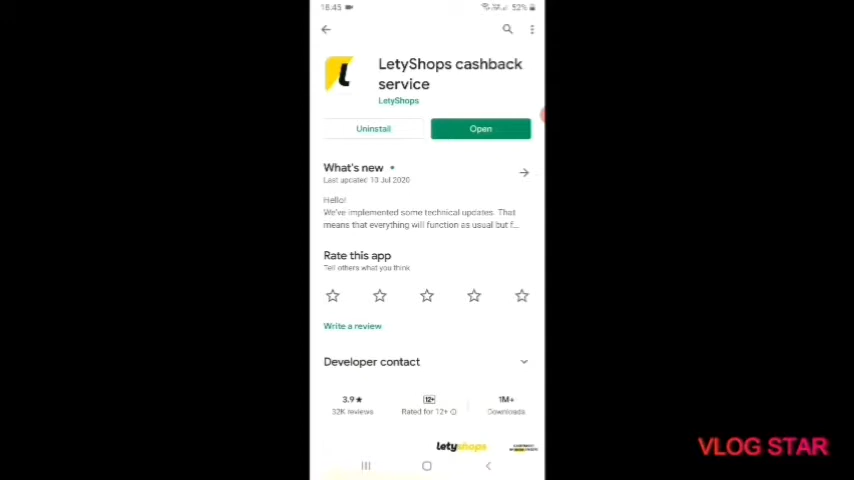 18:45
52%
LetyShops cashback
service
LetyShops
Uninstall
Open
What's new
Last updated 13 Jul 2020
Hello!
We've implemented some technical updates. That
means that everything will function as usual but f...
Rate this app
Tell others what you think
Write a review
Developer contact
3.9★
12+
1M+
32K reviews
Rated for 12+
Downloads
letyshops
VLOG STAR